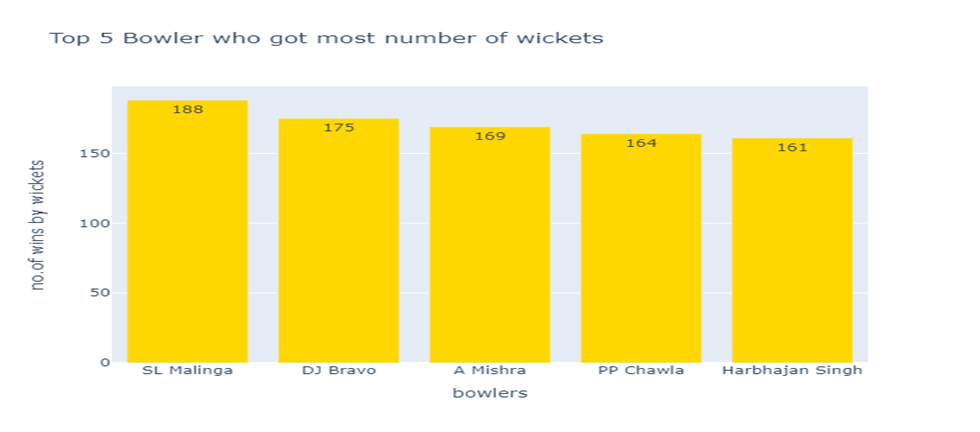 Top 5 Bowler who got most number of wickets
188
175
169
164
161
150
100
50
0
no.of wins by wickets
SL Malinga
DJ Bravo
A Mishra
PP Chawla
Harbhajan Singh
bowlers